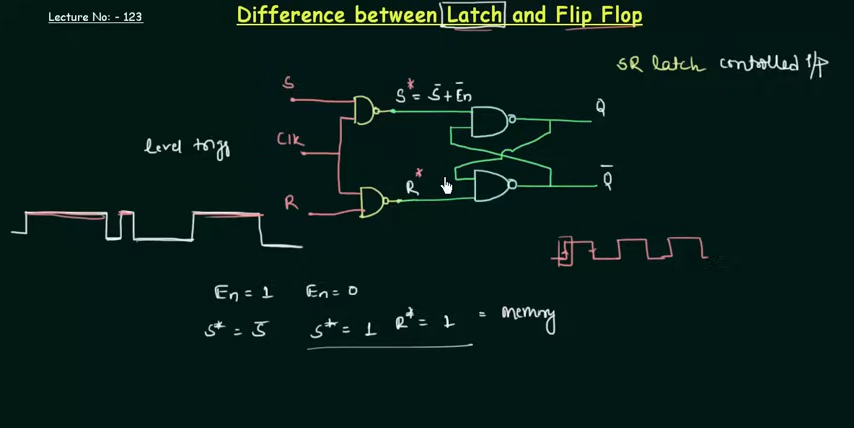 Lecture No: - 123
Difference between Latch and Flip Flop
SR latch controlled I/P
S
S* = S̅ + E̅n
Q
Clk
level trigg
R
R*
Q̅
En = 1 En = 0
S* = S̅ S* = 1 R* = 1 = memory